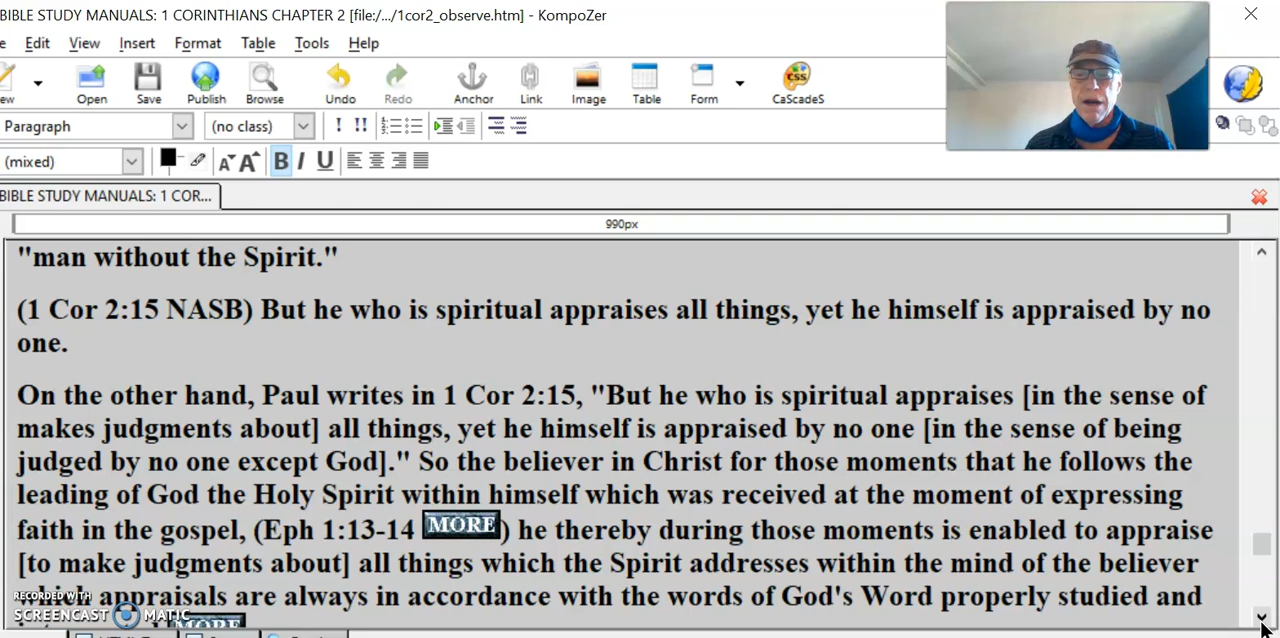 BIBLE STUDY MANUALS: 1 CORINTHIANS CHAPTER 2 [file:/.../1cor2_observe.htm] - KompoZer
Edit View Insert Format Table Tools Help
Open Save Publish Browse Undo Redo Anchor Link Image Table Form CaScadeS
Paragraph (no class)
(mixed) B I U
BIBLE STUDY MANUALS: 1 COR...
990px
"man without the Spirit."
(1 Cor 2:15 NASB) But he who is spiritual appraises all things, yet he himself is appraised by no
one.
On the other hand, Paul writes in 1 Cor 2:15, "But he who is spiritual appraises [in the sense of
makes judgments about] all things, yet he himself is appraised by no one [in the sense of being
judged by no one except God]." So the believer in Christ for those moments that he follows the
leading of God the Holy Spirit within himself which was received at the moment of expressing
faith in the gospel, (Eph 1:13-14 MORE) he thereby during those moments is enabled to appraise
[to make judgments about] all things which the Spirit addresses within the mind of the believer
appraisals are always in accordance with the words of God's Word properly studied and
MORE
RECORDED WITH
SCREENCAST MATIC